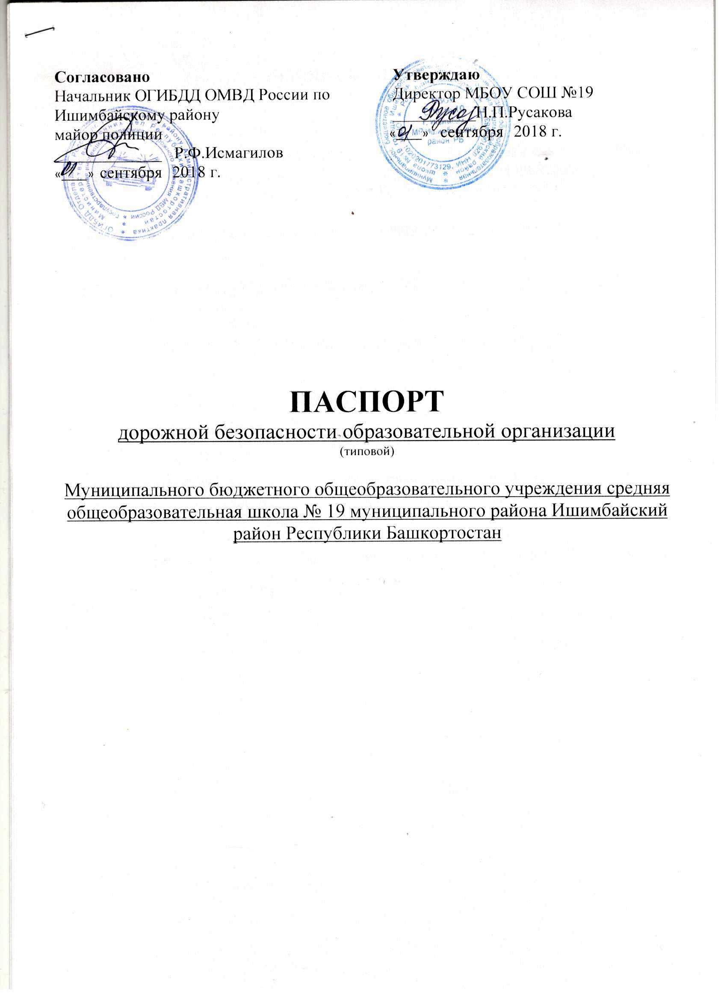 Согласовано
Начальник ОГИБДД ОМВД России по
Ишимбайскому району
майор полиции
Р.Ф.Исмагилов
«01» сентября 2018 г.
Утверждаю
Директор МБОУ СОШ №19
Н.П.Русакова
«01» сентября 2018 г.
район РБ
ПАСПОРТ
дорожной безопасности образовательной организации
(типовой)
Муниципального бюджетного общеобразовательного учреждения средняя
общеобразовательная школа № 19 муниципального района Ишимбайский
район Республики Башкортостан